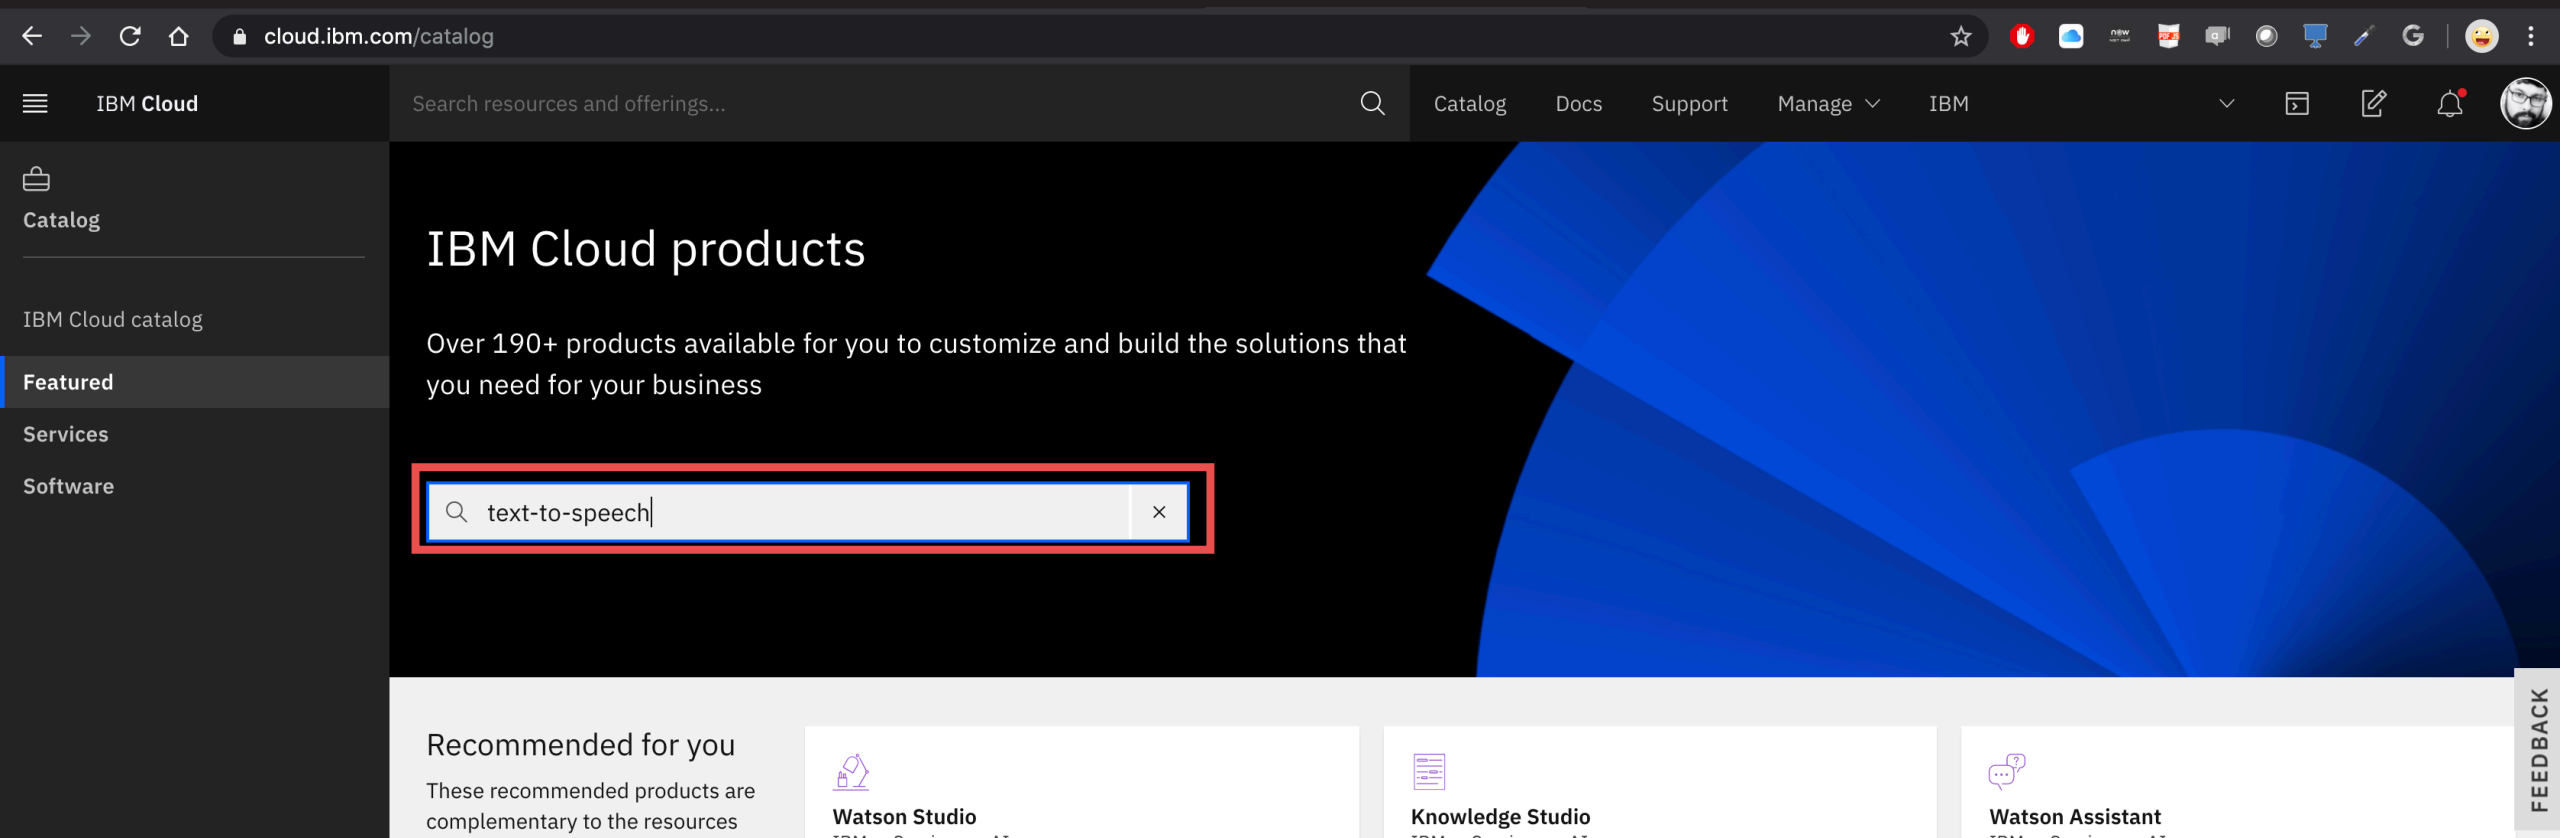 cloud.ibm.com/catalog
IBM Cloud
Search resources and offerings...
Catalog
Docs
Support
Manage
IBM
Catalog
IBM Cloud catalog
Featured
Services
Software
IBM Cloud products
Over 190+ products available for you to customize and build the solutions that
you need for your business
text-to-speech
Recommended for you
These recommended products are
complementary to the resources
Watson Studio
Knowledge Studio
Watson Assistant
FEEDBACK